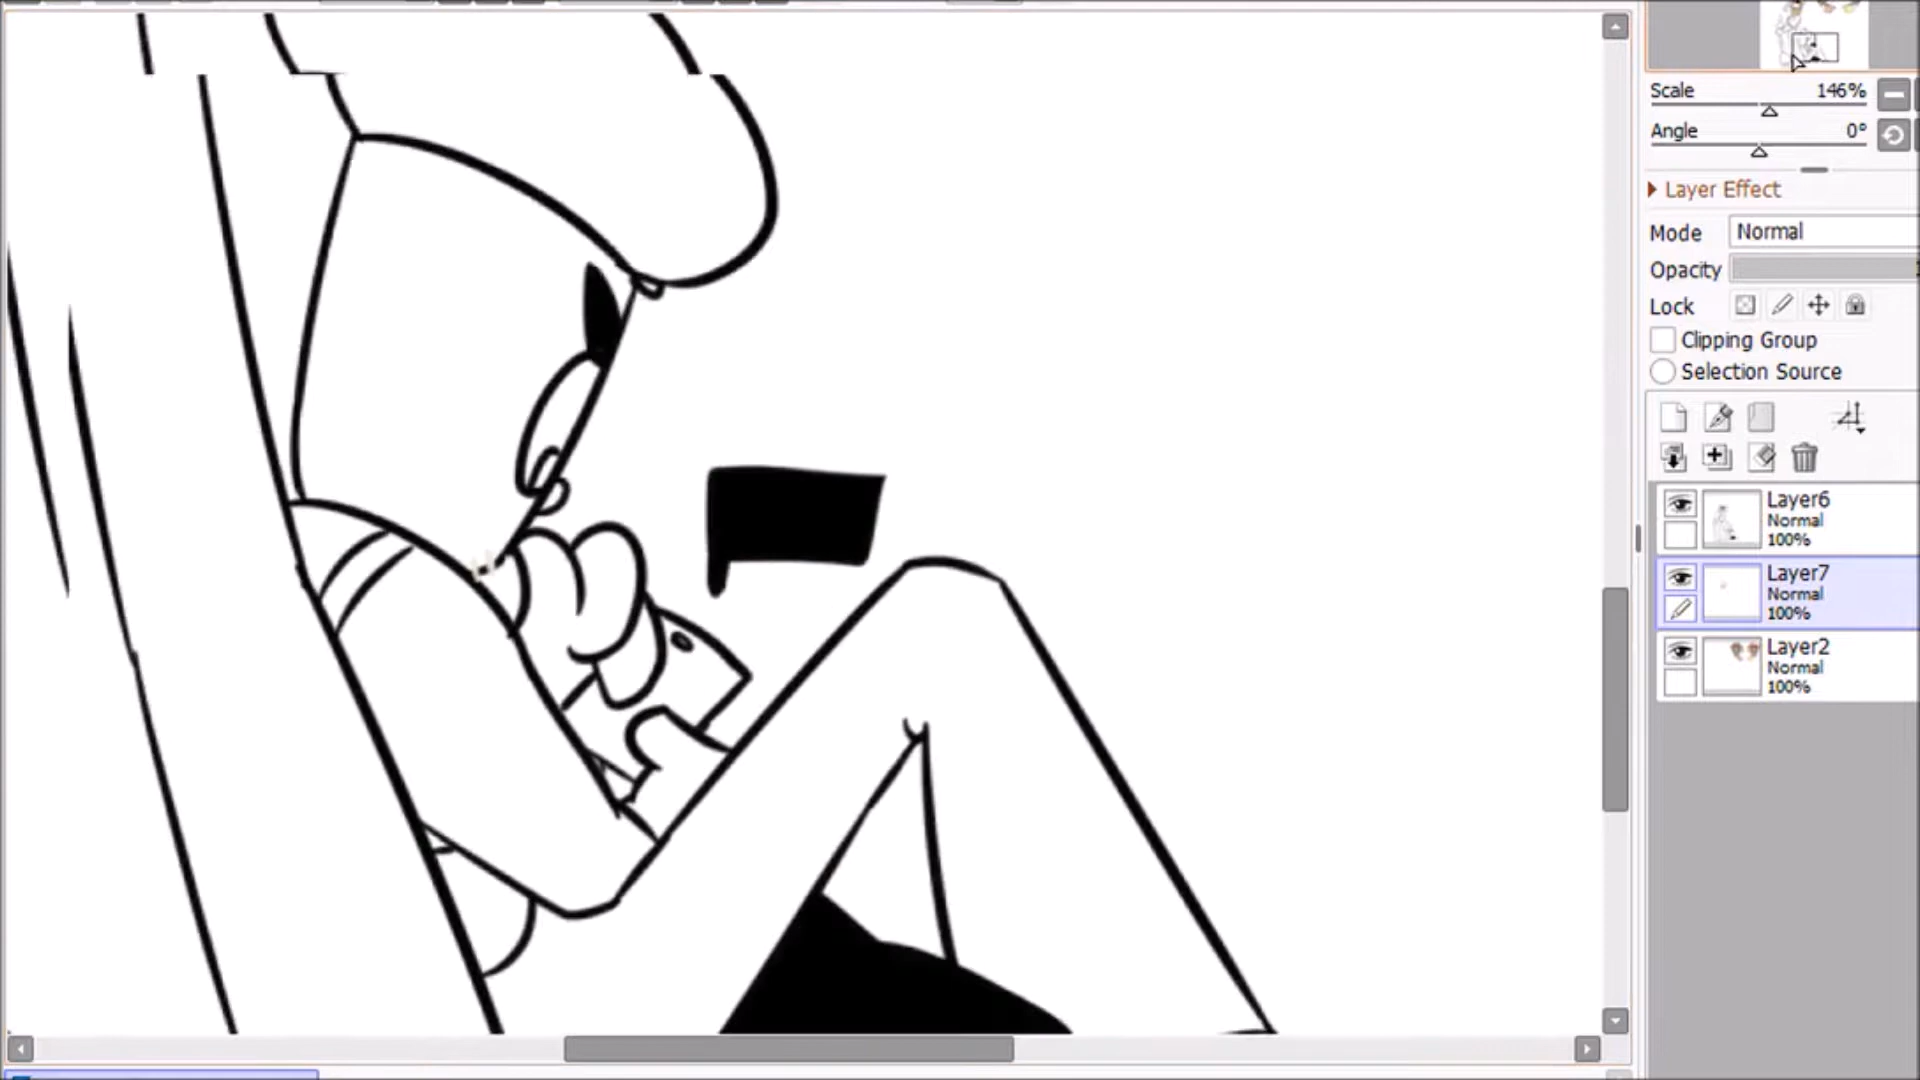 Scale 146%
Angle 0°
Layer Effect
Mode Normal
Opacity
Lock
Clipping Group
Selection Source
Layer6
Normal
100%
Layer7
Normal
100%
Layer2
Normal
100%